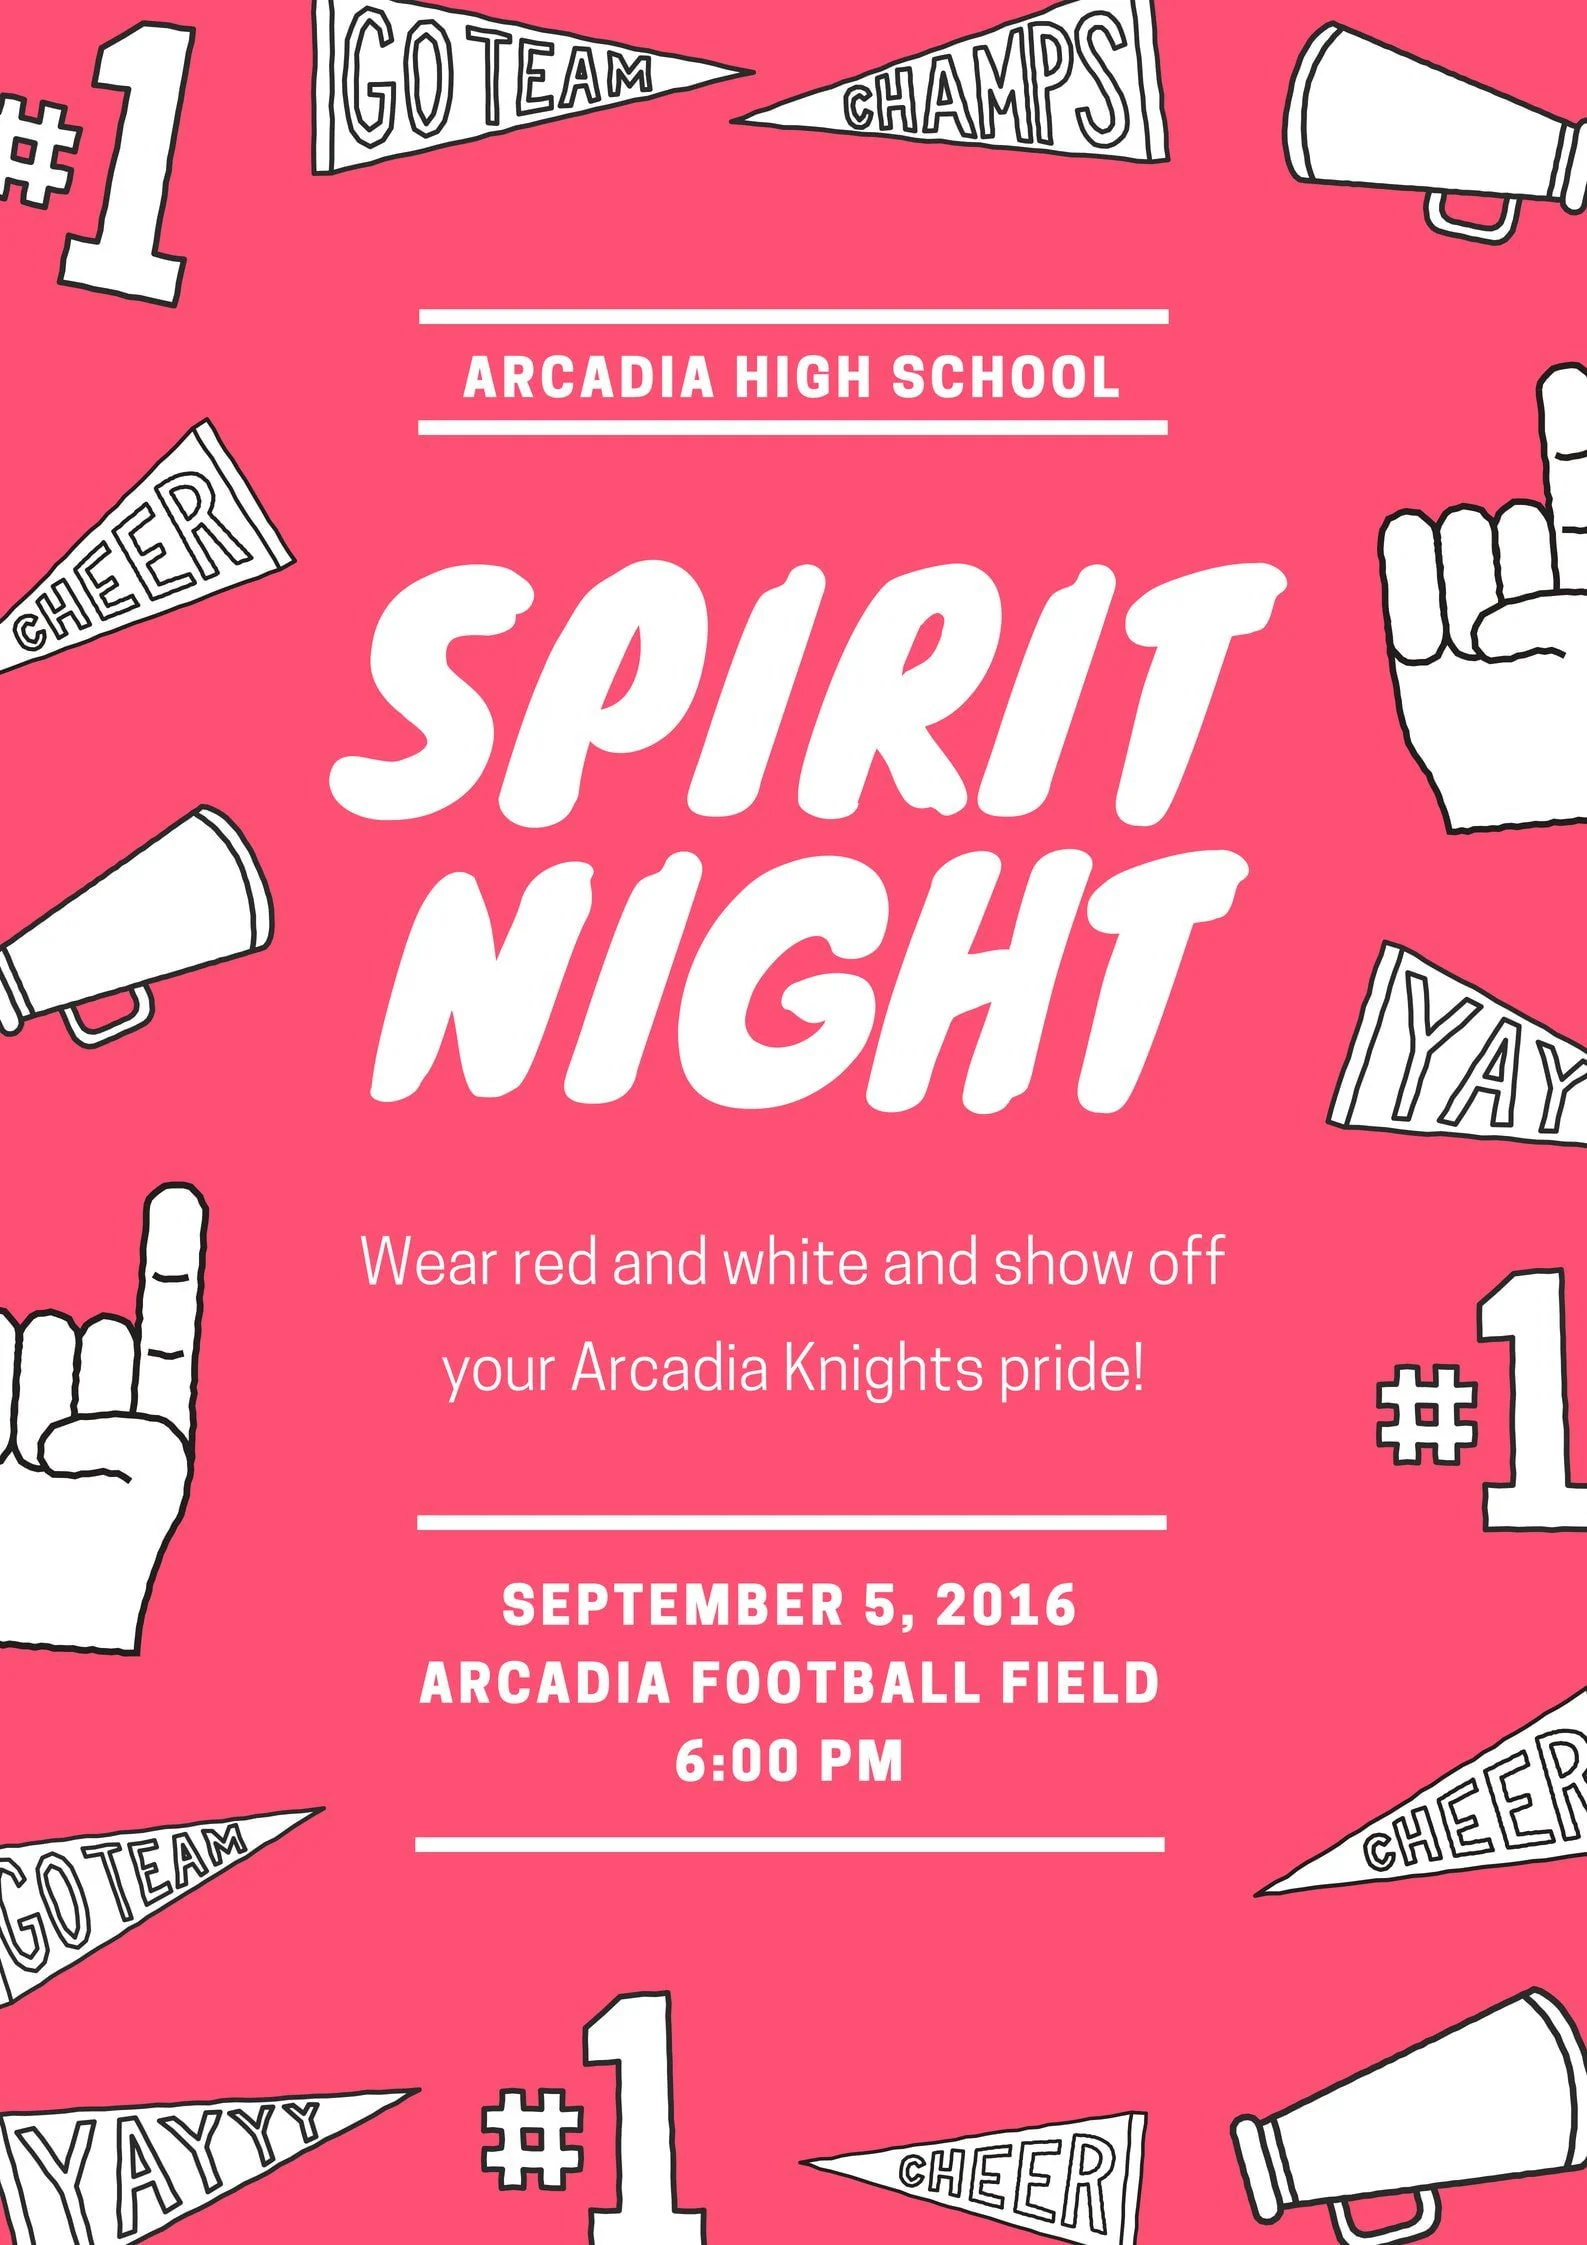 #1
GO TEAM
CHAMPS
ARCADIA HIGH SCHOOL
CHEER
SPIRIT
NIGHT
YAY
Wear red and white and show off
your Arcadia Knights pride!
#1
SEPTEMBER 5, 2016
ARCADIA FOOTBALL FIELD
6:00 PM
GO TEAM
CHEER
YAYYY
#1
CHEER